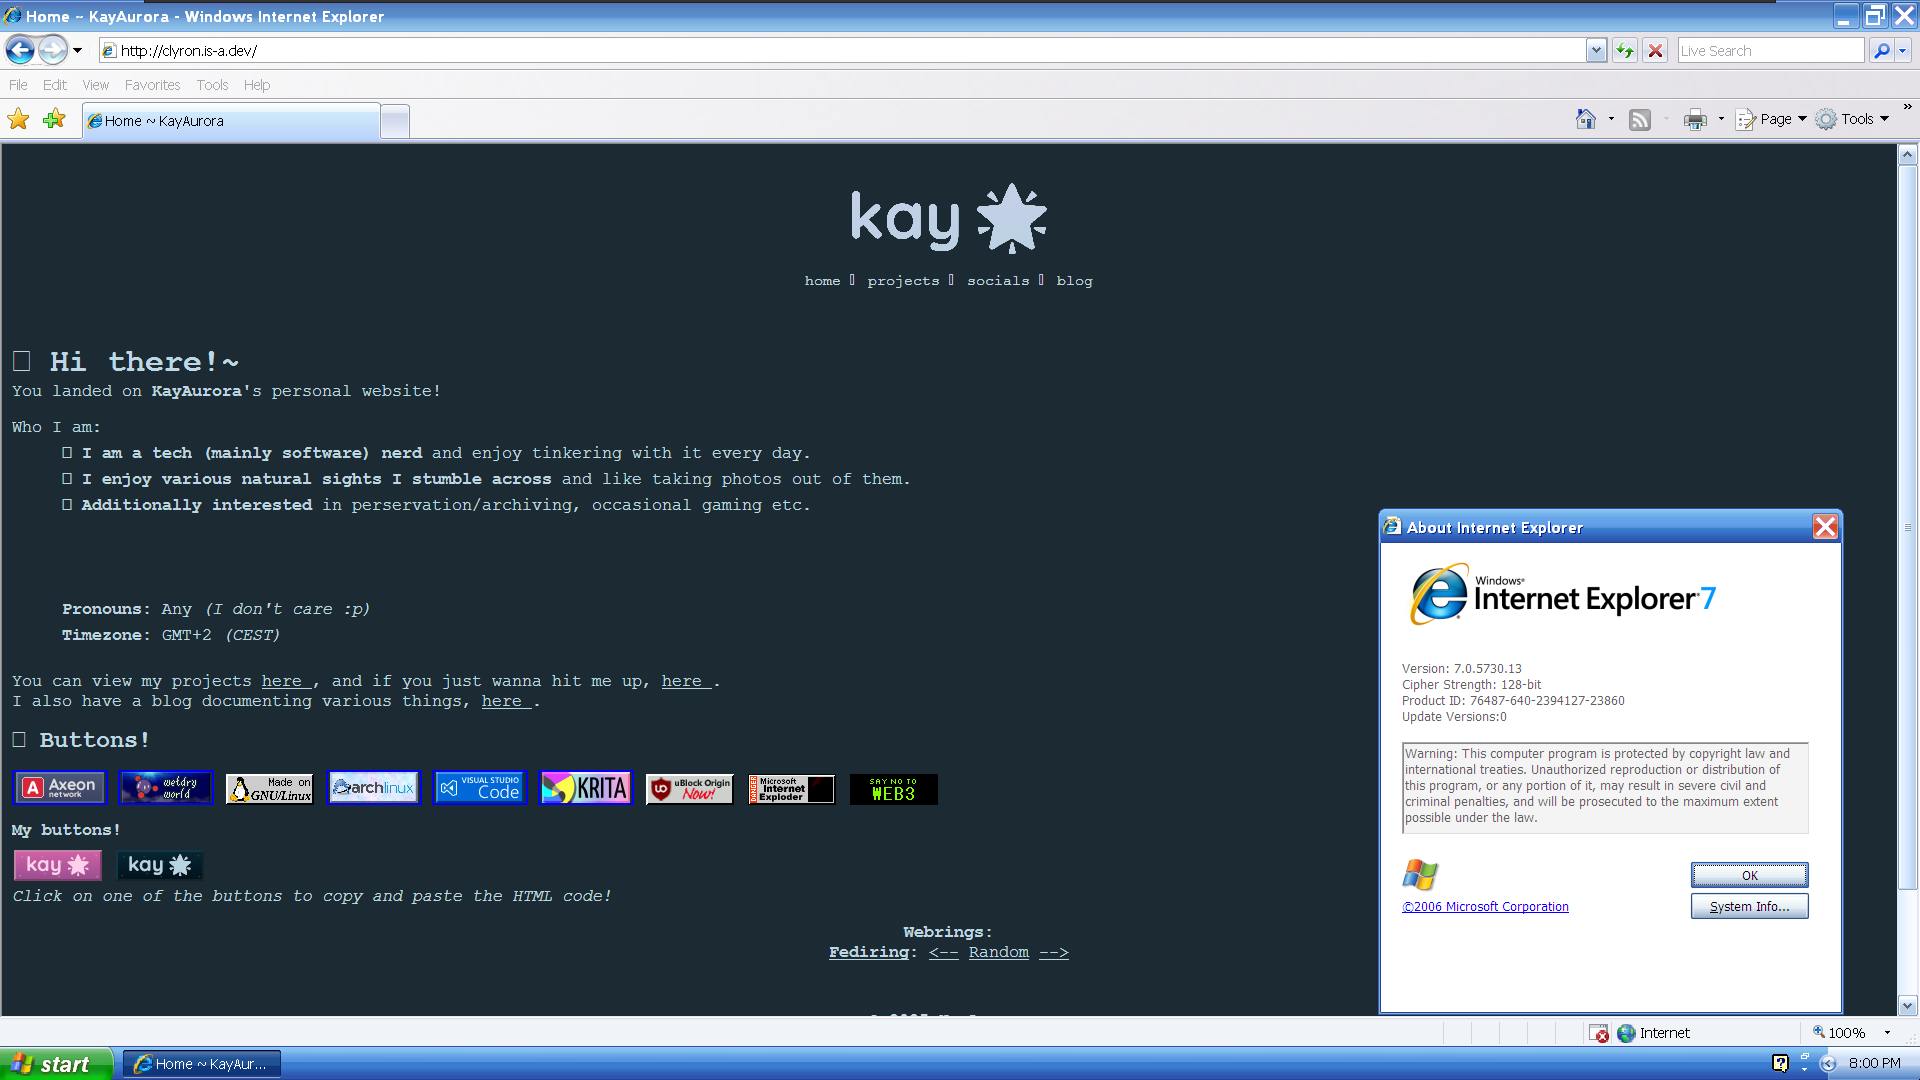 Home ~ KayAurora - Windows Internet Explorer
http://clyron.is-a.dev/
Live Search
File Edit View Favorites Tools Help
Home ~ KayAurora
Page Tools
kay
home projects socials blog
Hi there!~
You landed on KayAurora's personal website!
Who I am:
I am a tech (mainly software) nerd and enjoy tinkering with it every day.
I enjoy various natural sights I stumble across and like taking photos out of them.
Additionally interested in perservation/archiving, occasional gaming etc.
Pronouns: Any (I don't care :p)
Timezone: GMT+2 (CEST)
You can view my projects here , and if you just wanna hit me up, here .
I also have a blog documenting various things, here .
Buttons!
Axeon network
wetdry world
Made on GNU/Linux
archlinux
VISUAL STUDIO Code
KRITA
uBlock Origin Now!
DANGER Microsoft Internet Exploder
SAY NO TO WEB3
My buttons!
kay kay
Click on one of the buttons to copy and paste the HTML code!
Webrings:
Fediring: <-- Random -->
About Internet Explorer
Windows®
Internet Explorer 7
Version: 7.0.5730.13
Cipher Strength: 128-bit
Product ID: 76487-640-2394127-23860
Update Versions:0
Warning: This computer program is protected by copyright law and
international treaties. Unauthorized reproduction or distribution of
this program, or any portion of it, may result in severe civil and
criminal penalties, and will be prosecuted to the maximum extent
possible under the law.
OK
©2006 Microsoft Corporation
System Info...
Internet
100%
start
Home ~ KayAur...
8:00 PM